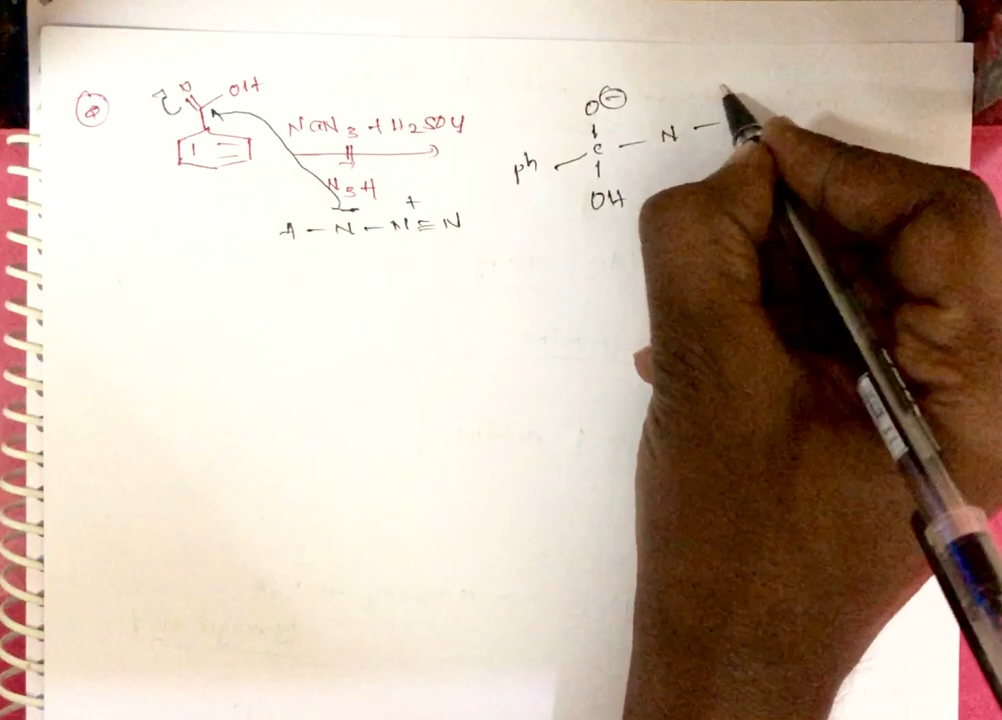 Q
O OH
NaN3 + H2SO4
N3H
H - N - N ≡ N
+
O ⊖
Ph - C - N -
OH